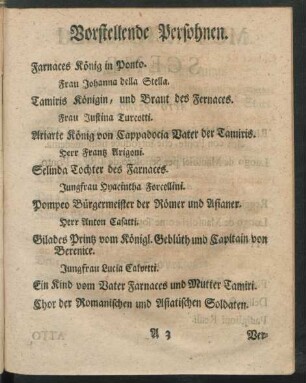 Vorstellende Persohnen.
Farnaces König in Ponto.
Frau Johanna della Stella.
Tamiris Königin, und Braut des Fernaces.
Frau Justina Turcotti.
Ariarte König von Cappadocia Vater der Tamiris.
Herr Frantz Arigoni.
Selinda Tochter des Farnaces.
Jungfrau Hyacintha Forcellini.
Pompeo Bürgermeister der Römer und Asianer.
Herr Anton Casatti.
Gilades Printz vom Königl. Geblüth und Capitain von
Berenice.
Jungfrau Lucia
Ein Kind vom Vater Farnaces und Mutter Tamiri.
Chor der Romanischen und Asiatischen Soldaten.
A 3 Ver-